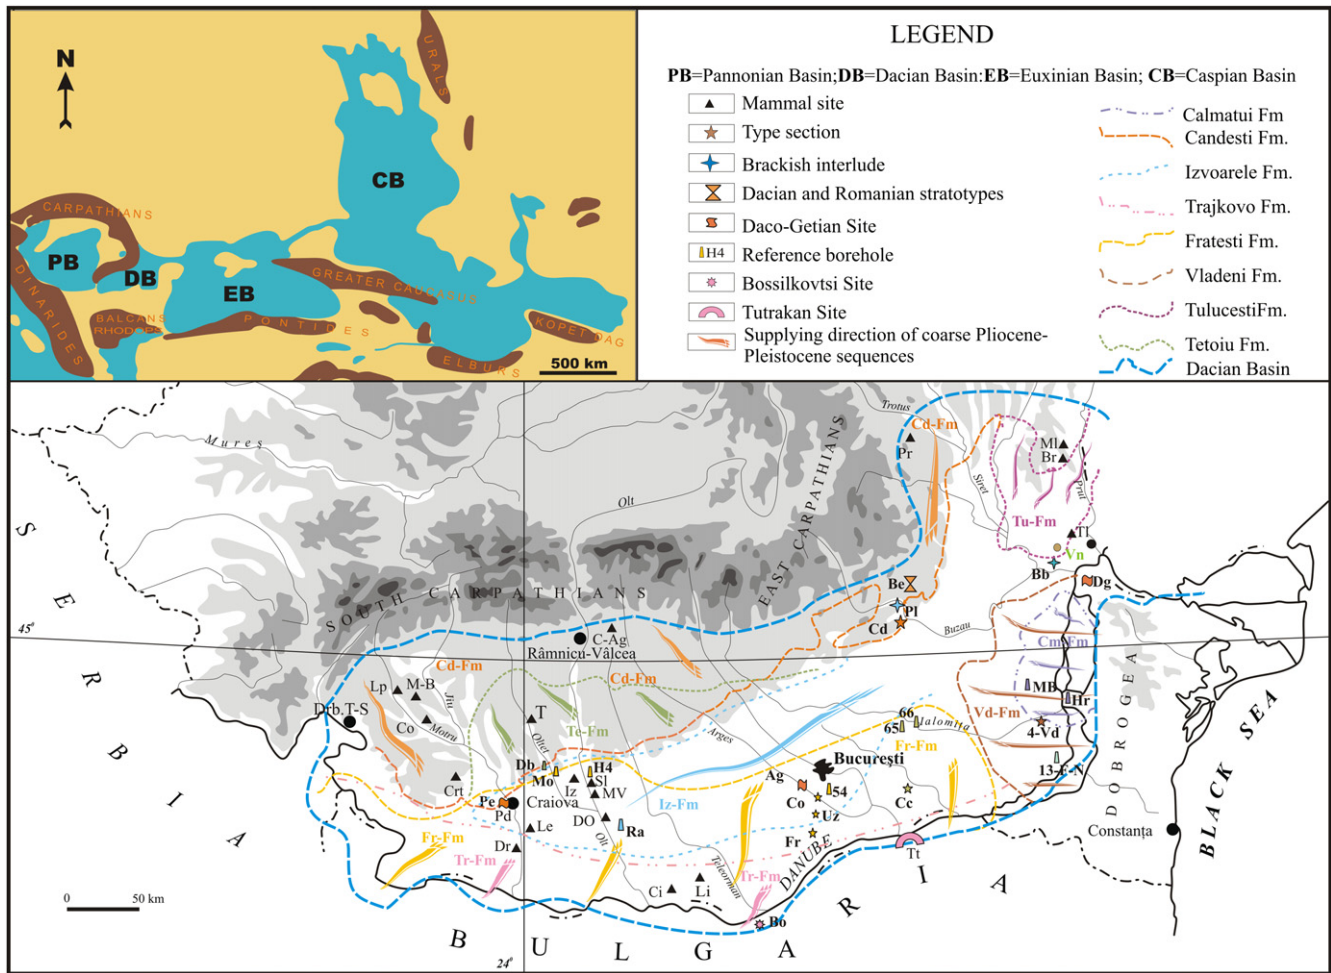 N
URALS
CB
CARPATHIANS
PB
DB
EB
DINARIDES
BALCANS
RHODOPE
GREATER CAUCASUS
PONTIDES
KOPET DAG
ELBURS
500 km
LEGEND
PB=Pannonian Basin;DB=Dacian Basin:EB=Euxinian Basin; CB=Caspian Basin
Mammal site
Type section
Brackish interlude
Dacian and Romanian stratotypes
Daco-Getian Site
H4 Reference borehole
Bossilkovtsi Site
Tutrakan Site
Supplying direction of coarse Pliocene-
Pleistocene sequences
Calmatui Fm
Candesti Fm.
Izvoarele Fm.
Trajkovo Fm.
Fratesti Fm.
Vladeni Fm.
TulucestiFm.
Tetoiu Fm.
Dacian Basin
Trotus
Cd-Fm
Pr
Ml
Br
Mureș
Siret
Prut
Olt
EAST CARPATHIANS
Tu-Fm
Tl
Vn
Bb
Dg
SERBIA
SOUTH CARPATHIANS
Be
Pl
Cd
Buzau
45°
C-Ag
Râmnicu-Vâlcea
Cm-Fm
DOBROGEA
Cd-Fm
Cd-Fm
Lp
M-B
Jiu
MB
Hr
Drb.T-S
Co
Motru
T
Te-Fm
Oltet
Arges
66
65
Ialomita
Vd-Fm
4-Vd
BLACK SEA
Fr-Fm
București
13-F-N
Db
Mo
H4
Iz
Sl
MV
Ag
Co
54
Cc
Crt
Pe
Craiova
Pd
Iz-Fm
Uz
Constanța
Le
DO
Ra
Fr
Fr-Fm
Dr
Olt
Tr-Fm
Teleorman
DANUBE
Tt
Tr-Fm
Ci
Li
0 50 km
Bo
BULGARIA
24°